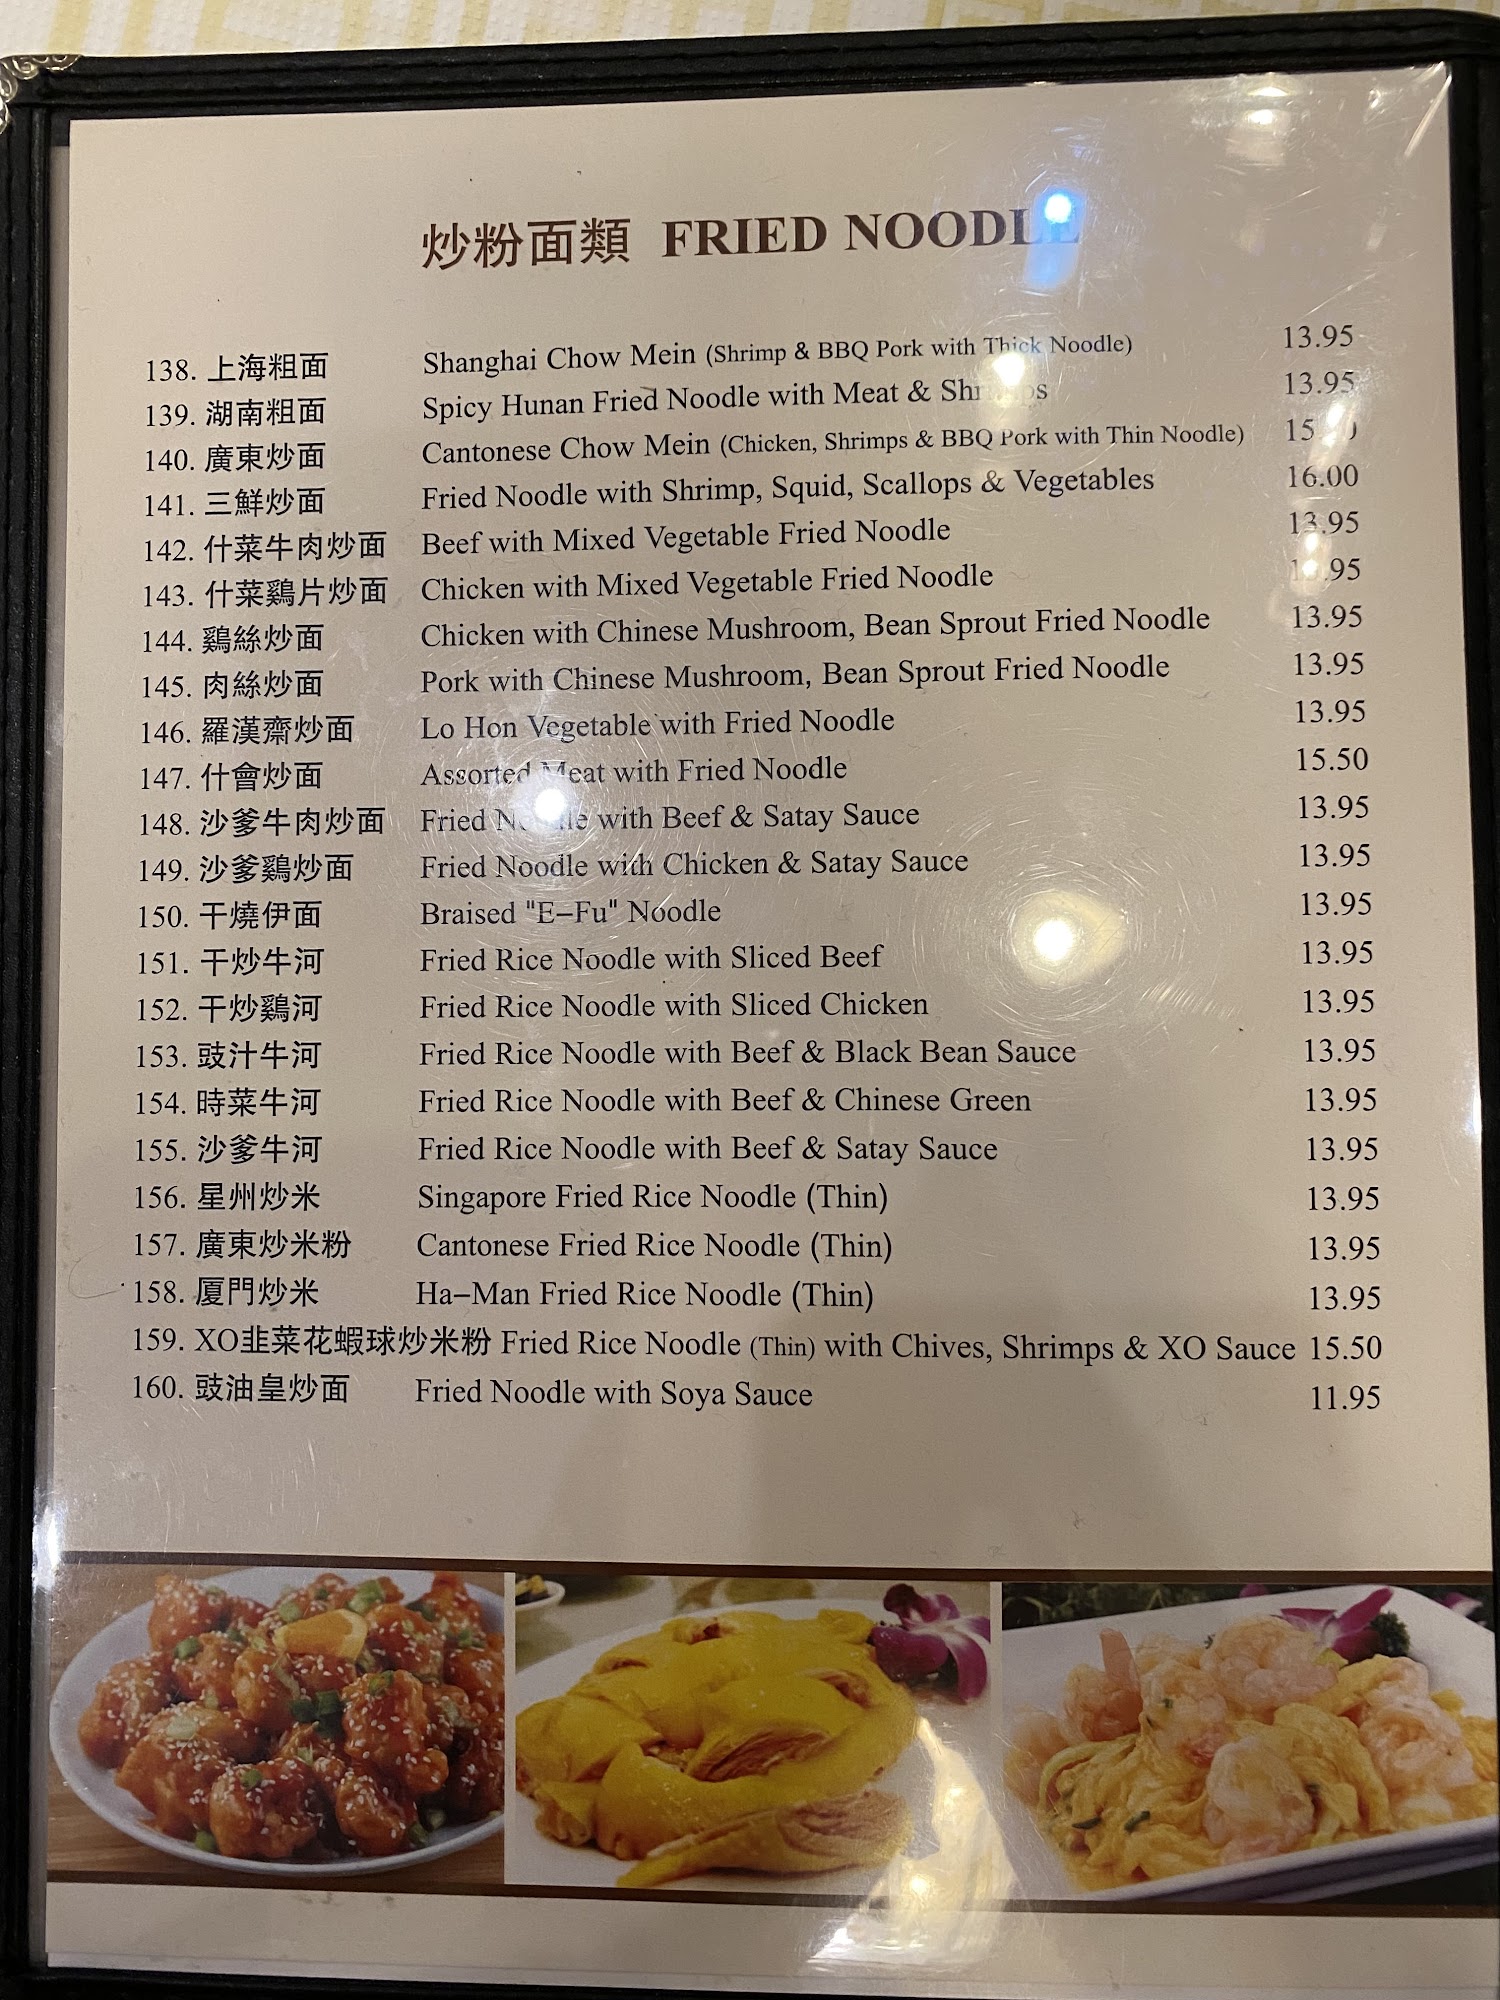 炒粉面類 FRIED NOODLE
138. 上海粗面 Shanghai Chow Mein (Shrimp & BBQ Pork with Thick Noodle) 13.95
139. 湖南粗面 Spicy Hunan Fried Noodle with Meat & 13.95
140. 廣東炒面 Cantonese Chow Mein (Chicken, Shrimps & BBQ Pork with Thin Noodle)
141. 三鮮炒面 Fried Noodle with Shrimp, Squid, Scallops & Vegetables 16.00
142. 什菜牛肉炒面 Beef with Mixed Vegetable Fried Noodle 13.95
143. 什菜鷄片炒面 Chicken with Mixed Vegetable Fried Noodle
144. 鷄絲炒面 Chicken with Chinese Mushroom, Bean Sprout Fried Noodle 13.95
145. 肉絲炒面 Pork with Chinese Mushroom, Bean Sprout Fried Noodle 13.95
146. 羅漢齋炒面 Lo Hon Vegetable with Fried Noodle 13.95
147. 什會炒面 Assorted Meat with Fried Noodle 15.50
148. 沙爹牛肉炒面 Fried Noodle with Beef & Satay Sauce 13.95
149. 沙爹鷄炒面 Fried Noodle with Chicken & Satay Sauce 13.95
150. 干燒伊面 Braised "E-Fu" Noodle 13.95
151. 干炒牛河 Fried Rice Noodle with Sliced Beef 13.95
152. 干炒鷄河 Fried Rice Noodle with Sliced Chicken 13.95
153. 豉汁牛河 Fried Rice Noodle with Beef & Black Bean Sauce 13.95
154. 時菜牛河 Fried Rice Noodle with Beef & Chinese Green 13.95
155. 沙爹牛河 Fried Rice Noodle with Beef & Satay Sauce 13.95
156. 星州炒米 Singapore Fried Rice Noodle (Thin) 13.95
157. 廣東炒米粉 Cantonese Fried Rice Noodle (Thin) 13.95
158. 厦門炒米 Ha-Man Fried Rice Noodle (Thin) 13.95
159. XO韭菜花蝦球炒米粉 Fried Rice Noodle (Thin) with Chives, Shrimps & XO Sauce 15.50
160. 豉油皇炒面 Fried Noodle with Soya Sauce 11.95